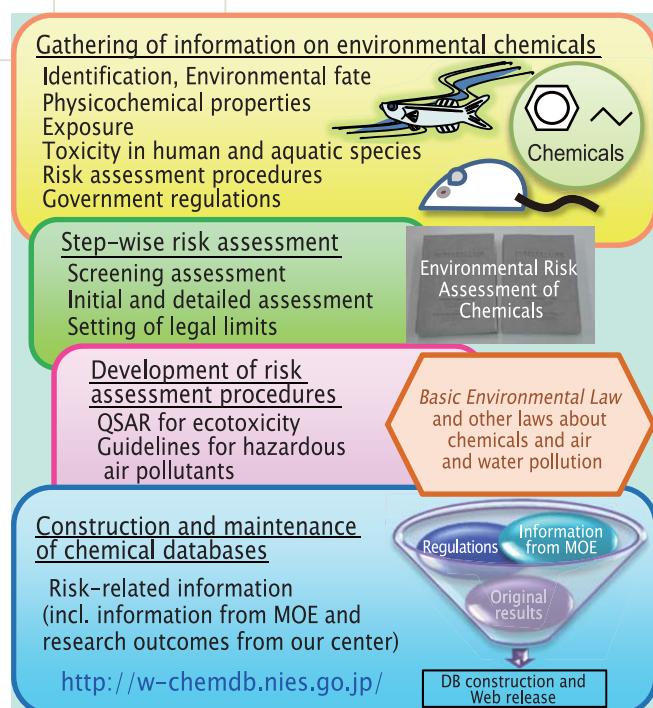 Gathering of information on environmental chemicals
Identification, Environmental fate
Physicochemical properties
Exposure
Toxicity in human and aquatic species
Risk assessment procedures
Government regulations
Chemicals
Step-wise risk assessment
Screening assessment
Initial and detailed assessment
Setting of legal limits
Environmental Risk
Assessment of
Chemicals
Development of risk
assessment procedures
QSAR for ecotoxicity
Guidelines for hazardous
air pollutants
Basic Environmental Law
and other laws about
chemicals and air
and water pollution
Construction and maintenance
of chemical databases
Risk-related information
(incl. information from MOE and
research outcomes from our center)
http://w-chemdb.nies.go.jp/
Regulations
Information
from MOE
Original
results
DB construction and
Web release